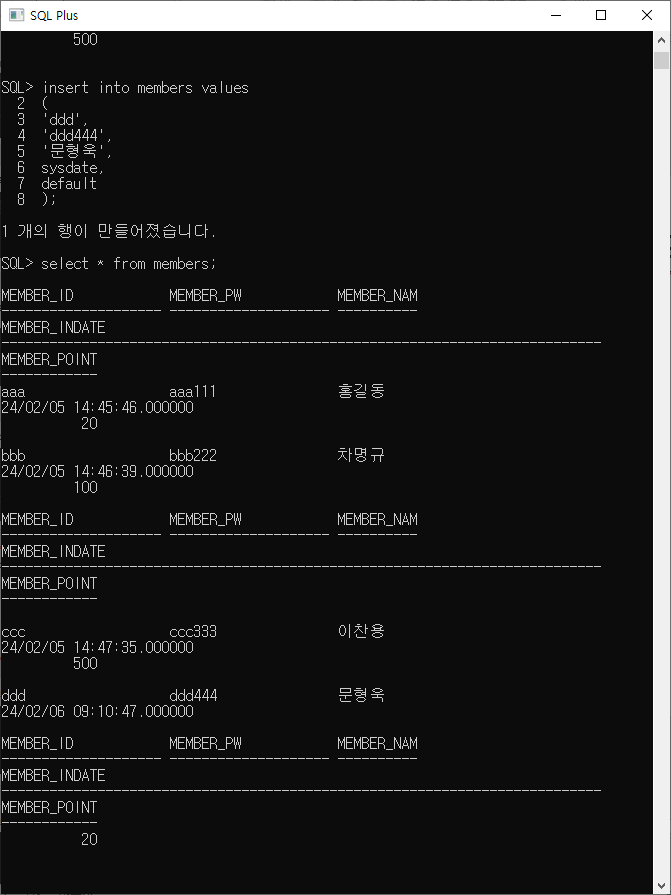 SQL Plus
500
SQL> insert into members values
2 (
3 'ddd',
4 'ddd444',
5 '문형욱',
6 sysdate,
7 default
8 );
1 개의 행이 만들어졌습니다.
SQL> select * from members;
MEMBER_ID MEMBER_PW MEMBER_NAM
-------------------- -------------------- ----------
MEMBER_INDATE
---------------------------------------------------------------------------
MEMBER_POINT
------------
aaa aaa111 홍길동
24/02/05 14:45:46.000000
20
bbb bbb222 차명규
24/02/05 14:46:39.000000
100
MEMBER_ID MEMBER_PW MEMBER_NAM
-------------------- -------------------- ----------
MEMBER_INDATE
---------------------------------------------------------------------------
MEMBER_POINT
------------
ccc ccc333 이찬용
24/02/05 14:47:35.000000
500
ddd ddd444 문형욱
24/02/06 09:10:47.000000
MEMBER_ID MEMBER_PW MEMBER_NAM
-------------------- -------------------- ----------
MEMBER_INDATE
---------------------------------------------------------------------------
MEMBER_POINT
------------
20